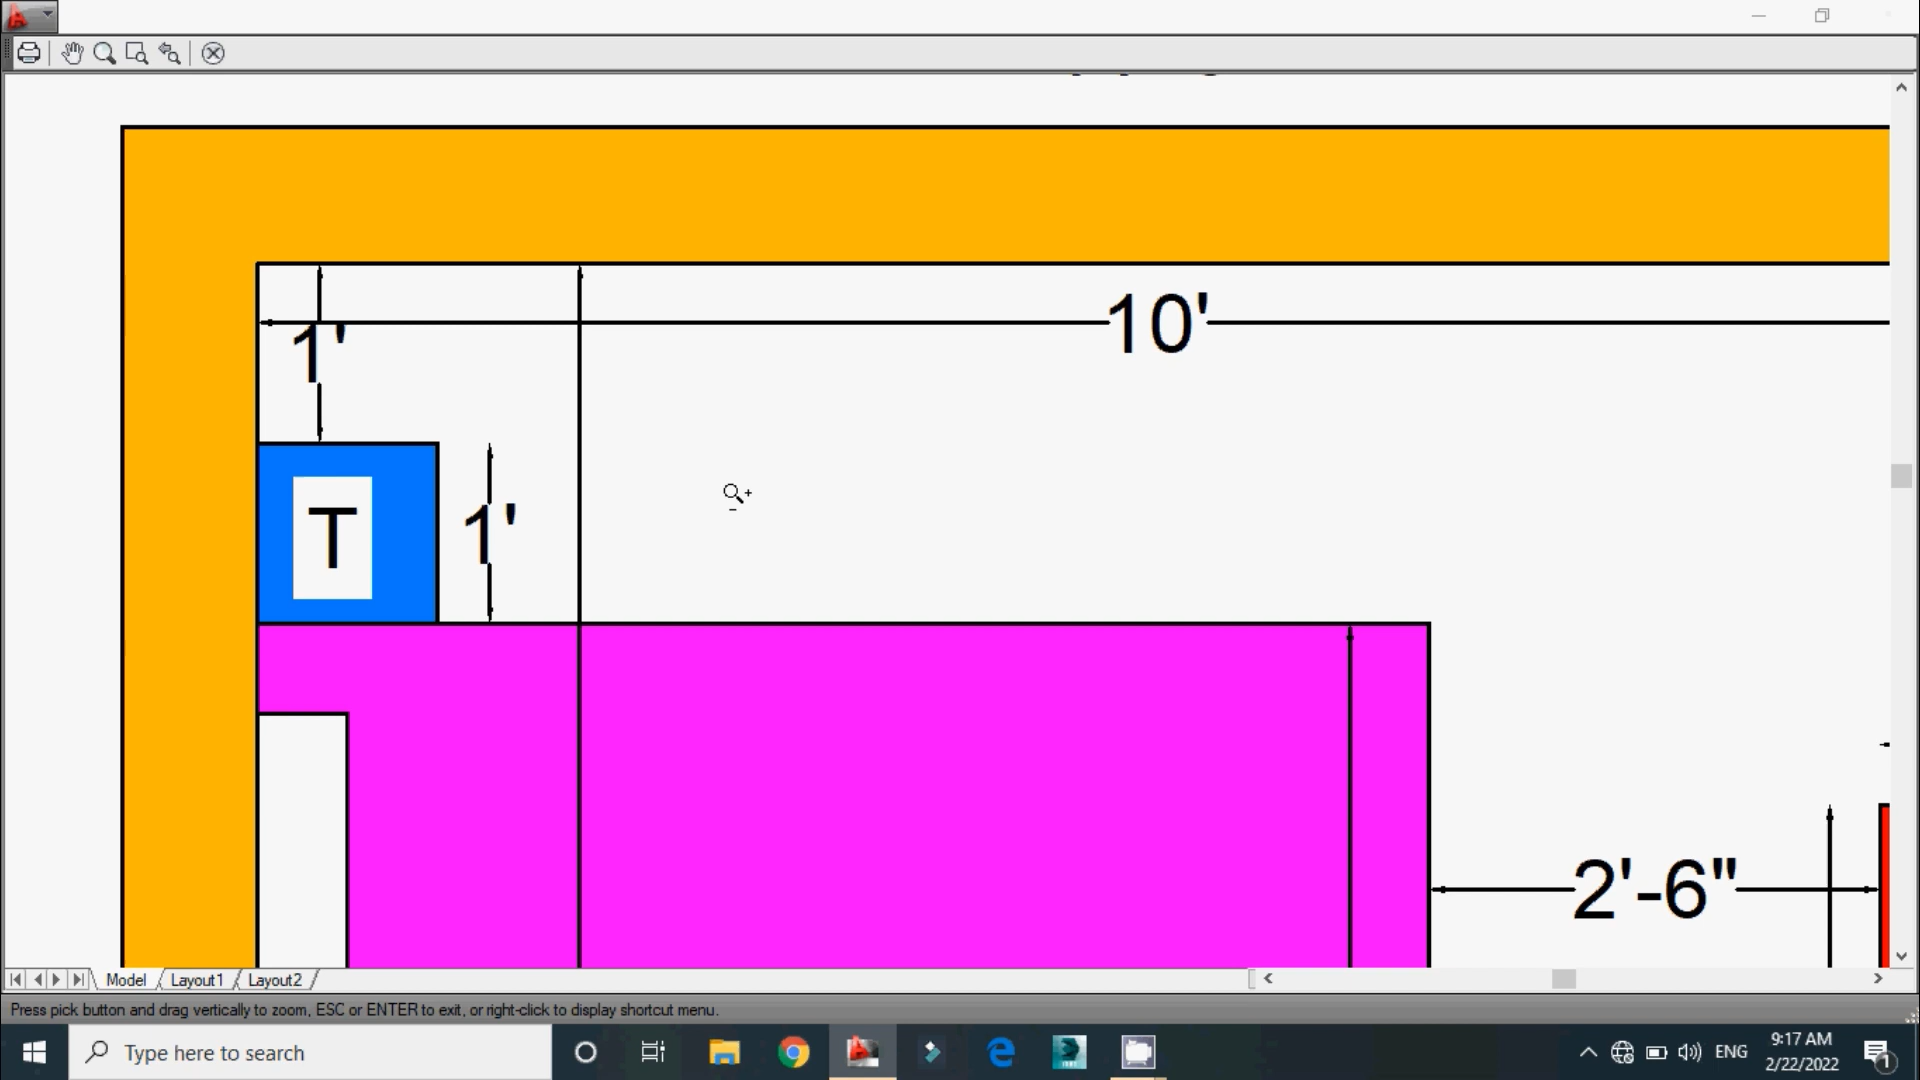 10'
1'
T
1'
2'-6"
Model
Layout1
Layout2
Press pick button and drag vertically to zoom, ESC or ENTER to exit, or right-click to display shortcut menu.
Type here to search
ENG
9:17 AM
2/22/2022
1